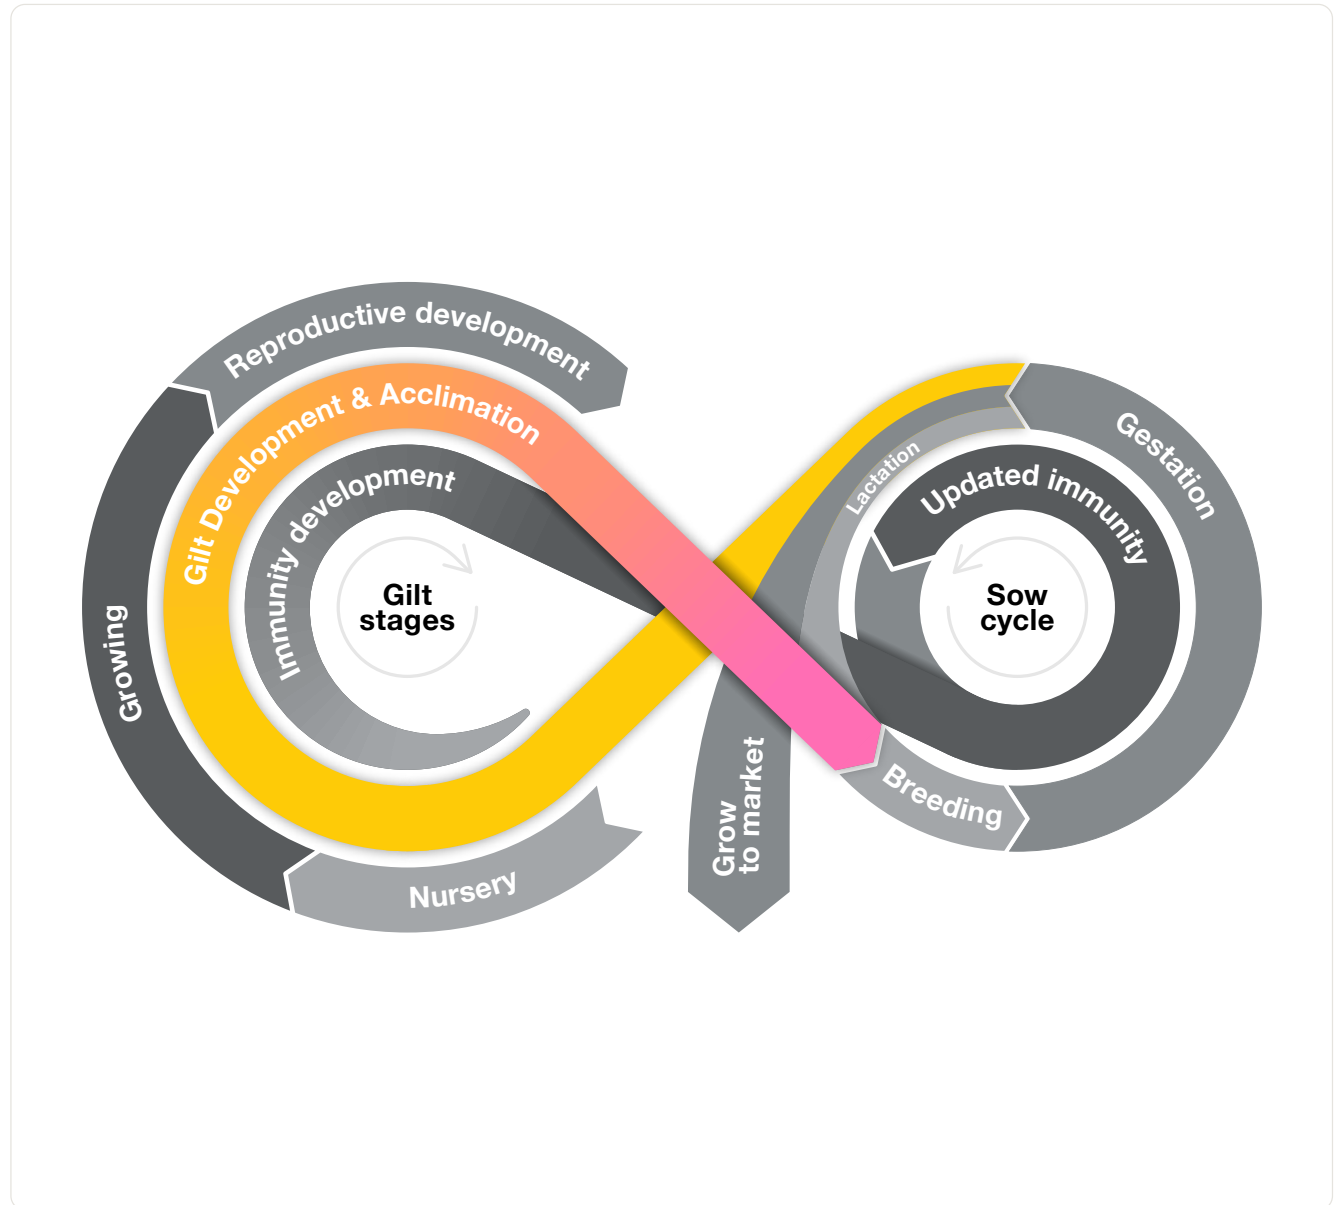 Reproductive development
Gilt Development & Acclimation
Immunity development
Growing
Gilt
stages
Nursery
Grow
to market
Lactation
Updated immunity
Gestation
Sow
cycle
Breeding